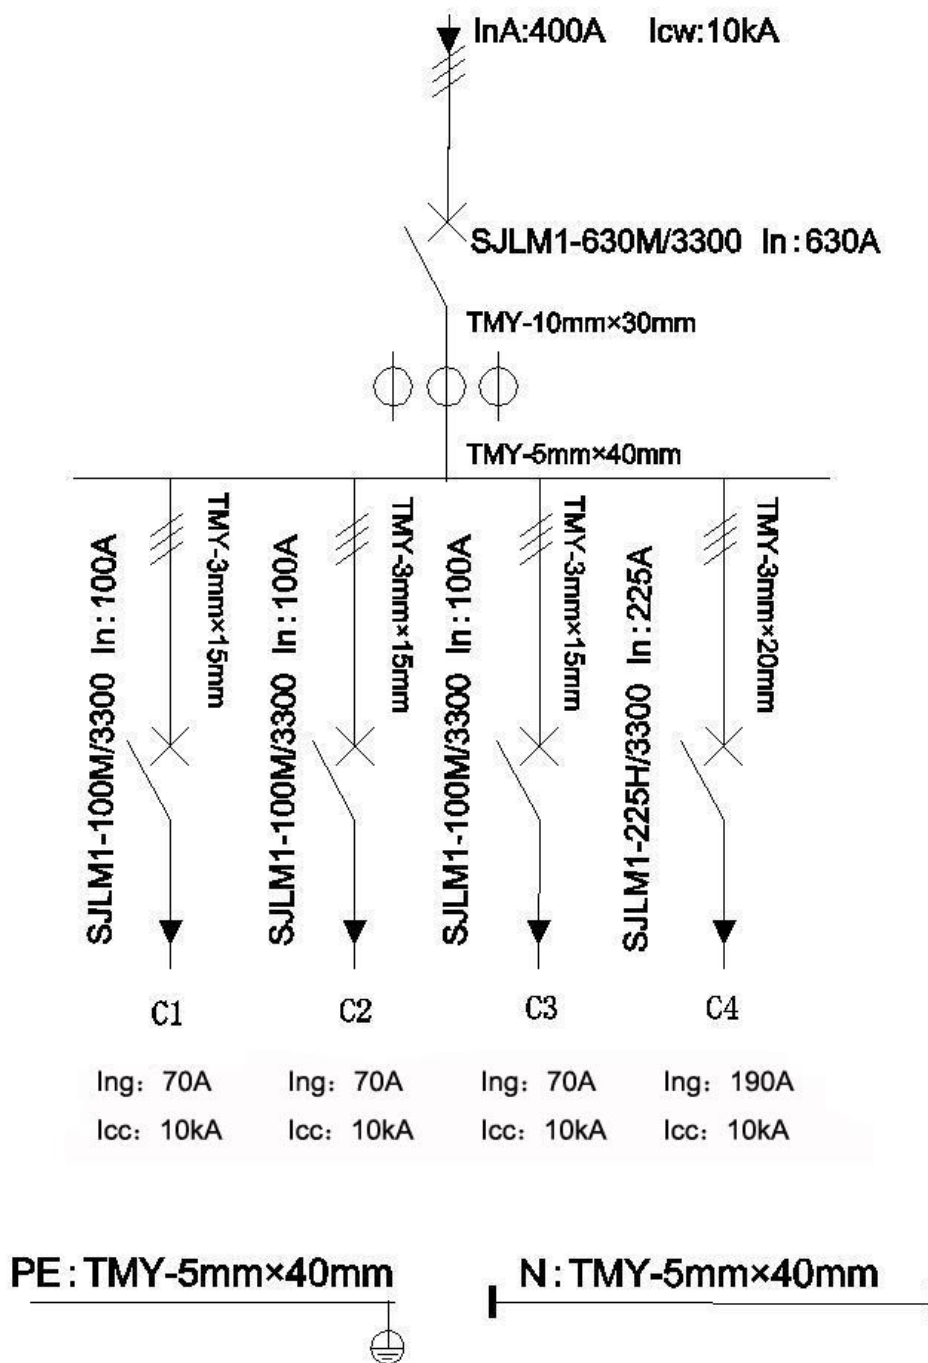 InA:400A Icw:10kA
SJLM1-630M/3300 In:630A
TMY-10mm×30mm
TMY-5mm×40mm
SJLM1-100M/3300 In:100A
TMY-3mm×15mm
SJLM1-100M/3300 In:100A
TMY-3mm×15mm
SJLM1-100M/3300 In:100A
TMY-3mm×15mm
SJLM1-225H/3300 In:225A
TMY-3mm×20mm
C1 C2 C3 C4
Ing：70A Ing：70A Ing：70A Ing：190A
Icc：10kA Icc：10kA Icc：10kA Icc：10kA
PE:TMY-5mm×40mm N:TMY-5mm×40mm